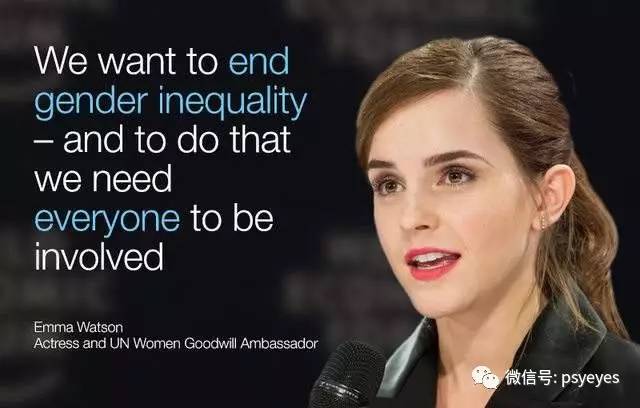 We want to end
gender inequality
– and to do that
we need
everyone to be
involved
Emma Watson
Actress and UN Women Goodwill Ambassador
微信号: psyeyes